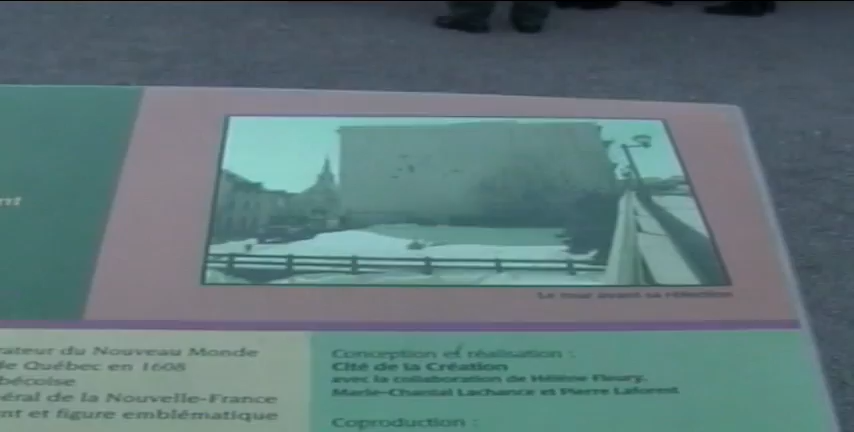 nt
Le mur avant sa réfection
rateur du Nouveau Monde
de Québec en 1608
bécoise
éral de la Nouvelle-France
nt et figure emblématique
Conception et réalisation :
Cité de la Création
avec la collaboration de Hélène Fleury,
Marie-Chantal Lachance et Pierre Laforest
Coproduction :